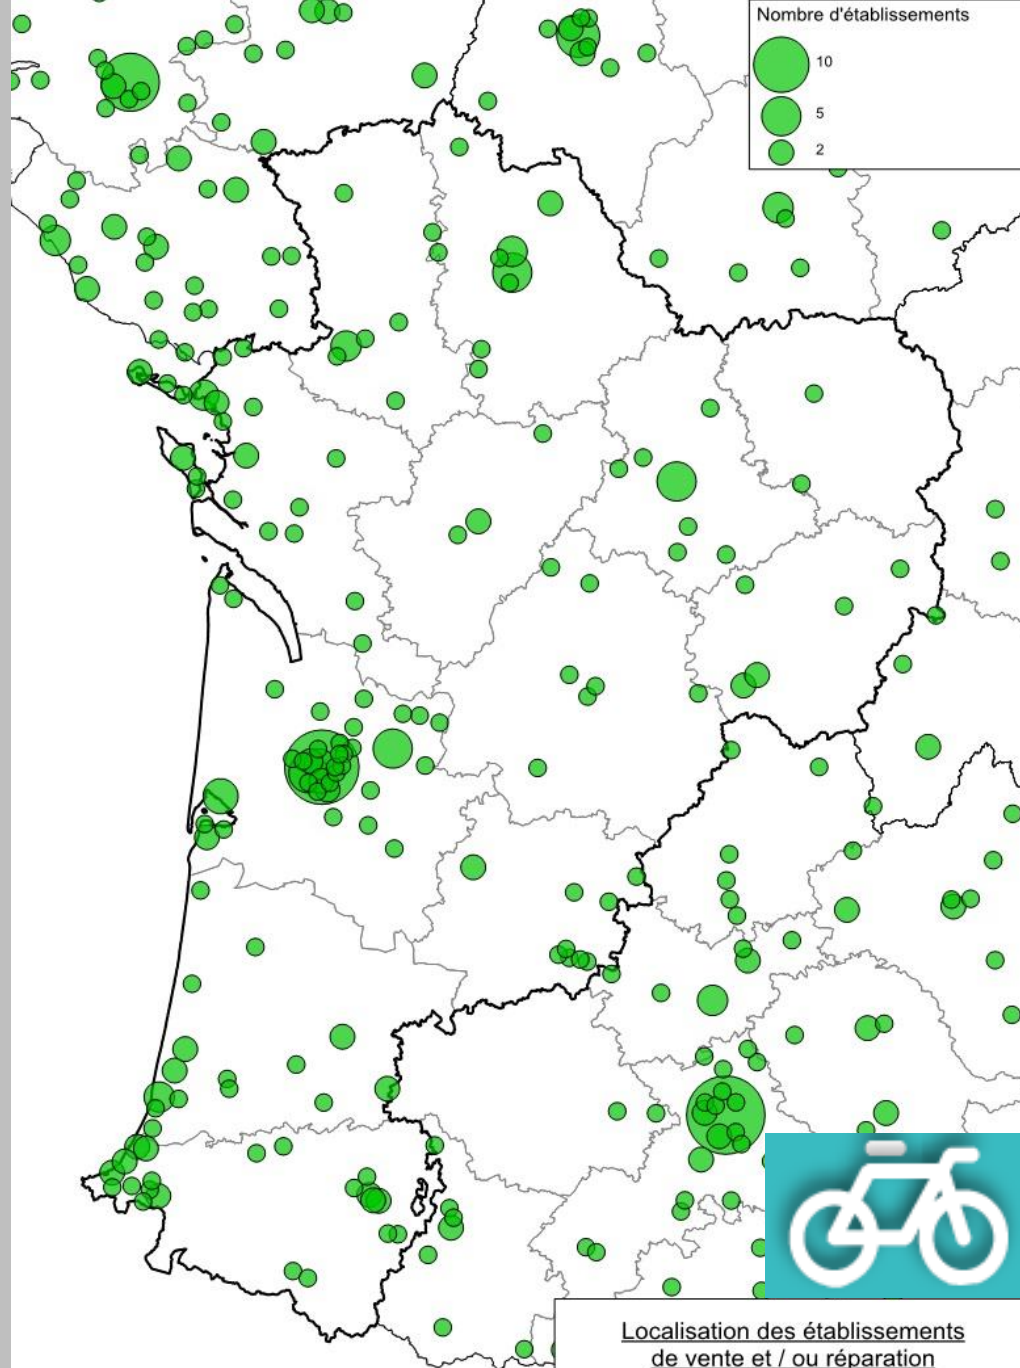 Nombre d'établissements
10
5
2
Localisation des établissements
de vente et / ou réparation